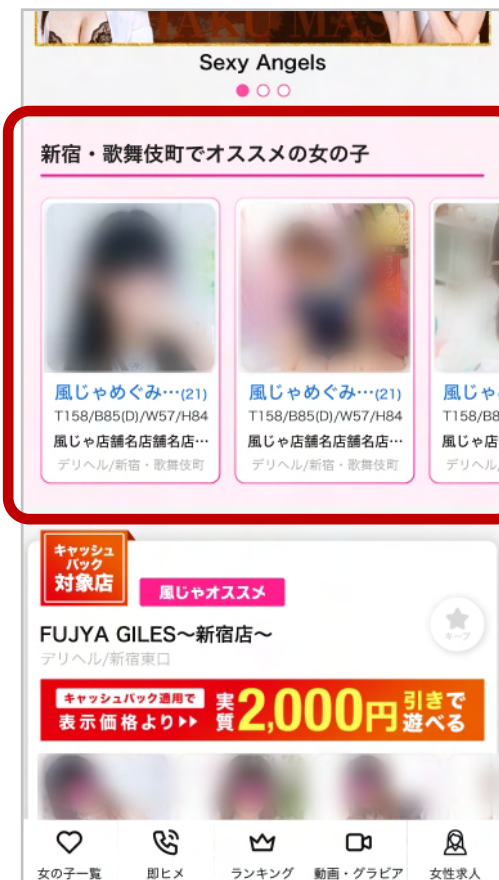 Sexy Angels
新宿・歌舞伎町でオススメの女の子
風じゃめぐみ…(21)
T158/B85(D)/W57/H84
風じゃ店舗名店舗名店…
デリヘル/新宿・歌舞伎町
風じゃめぐみ…(21)
T158/B85(D)/W57/H84
風じゃ店舗名店舗名店…
デリヘル/新宿・歌舞伎町
キャッシュ
バック
対象店
風じゃオススメ
FUJYA GILES～新宿店～
キープ
デリヘル/新宿東口
キャッシュバック適用で
表示価格より
実質2,000円引きで遊べる
女の子一覧
即ヒメ
ランキング
動画・グラビア
女性求人